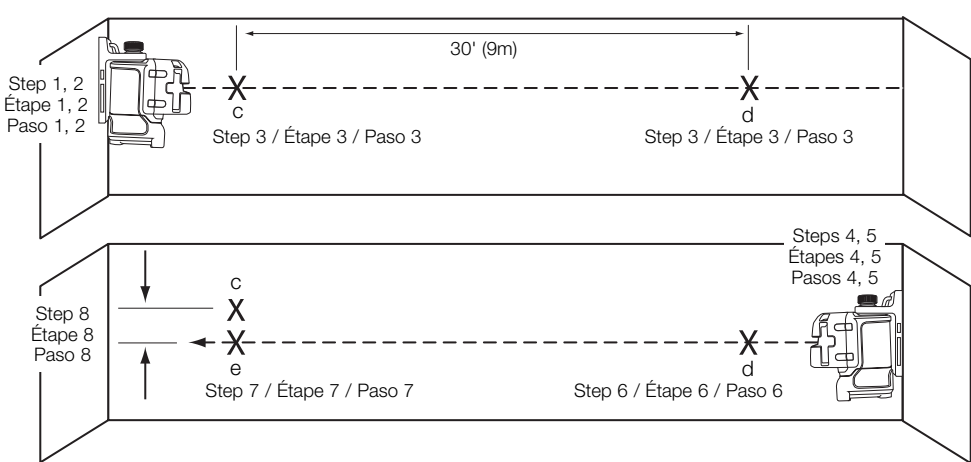 30' (9m)
Step 1, 2
Étape 1, 2
Paso 1, 2
X
X
c
d
Step 3 / Étape 3 / Paso 3
Step 3 / Étape 3 / Paso 3
Steps 4, 5
Étapes 4, 5
Pasos 4, 5
c
X
Step 8
Étape 8
Paso 8
X
X
e
d
Step 7 / Étape 7 / Paso 7
Step 6 / Étape 6 / Paso 6